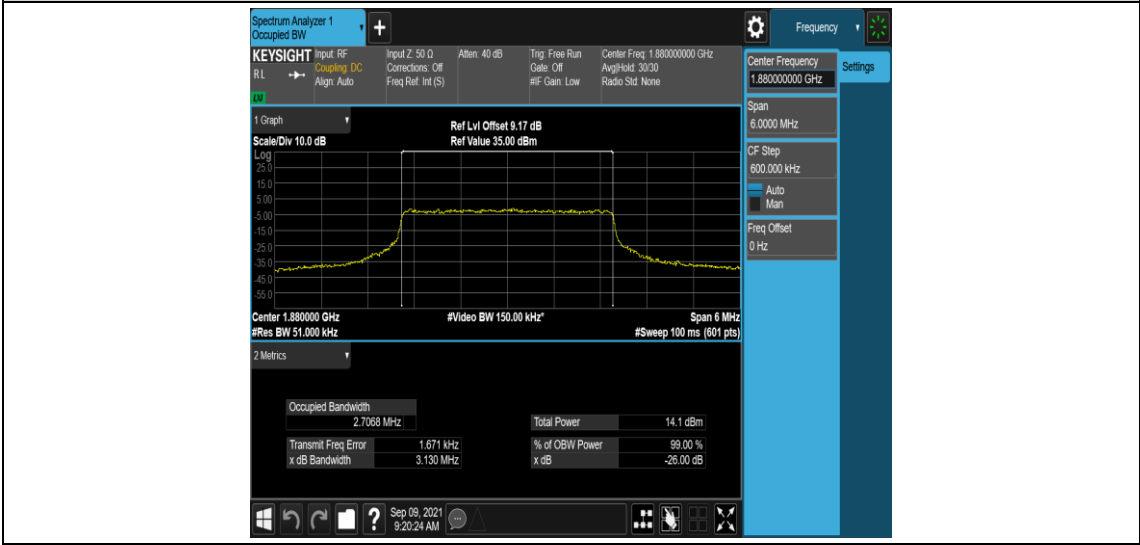 Spectrum Analyzer 1
Occupied BW
+
Frequency
KEYSIGHT
R L
LXI
Input: RF
Coupling: DC
Align: Auto
Input Z: 50 Ω
Corrections: Off
Freq Ref: Int (S)
Atten: 40 dB
Trig: Free Run
Gate: Off
#IF Gain: Low
Center Freq: 1.880000000 GHz
Avg|Hold: 30/30
Radio Std: None
Center Frequency
1.880000000 GHz
Settings
Span
6.0000 MHz
CF Step
600.000 kHz
Auto
Man
Freq Offset
0 Hz
1 Graph
Scale/Div 10.0 dB
Ref Lvl Offset 9.17 dB
Ref Value 35.00 dBm
Log
25.0
15.0
5.00
-5.00
-15.0
-25.0
-35.0
-45.0
-55.0
Center 1.880000 GHz
#Video BW 150.00 kHz*
Span 6 MHz
#Res BW 51.000 kHz
#Sweep 100 ms (601 pts)
2 Metrics
Occupied Bandwidth
2.7068 MHz
Total Power 14.1 dBm
Transmit Freq Error 1.671 kHz
% of OBW Power 99.00 %
x dB Bandwidth 3.130 MHz
x dB -26.00 dB
?
Sep 09, 2021
9:20:24 AM